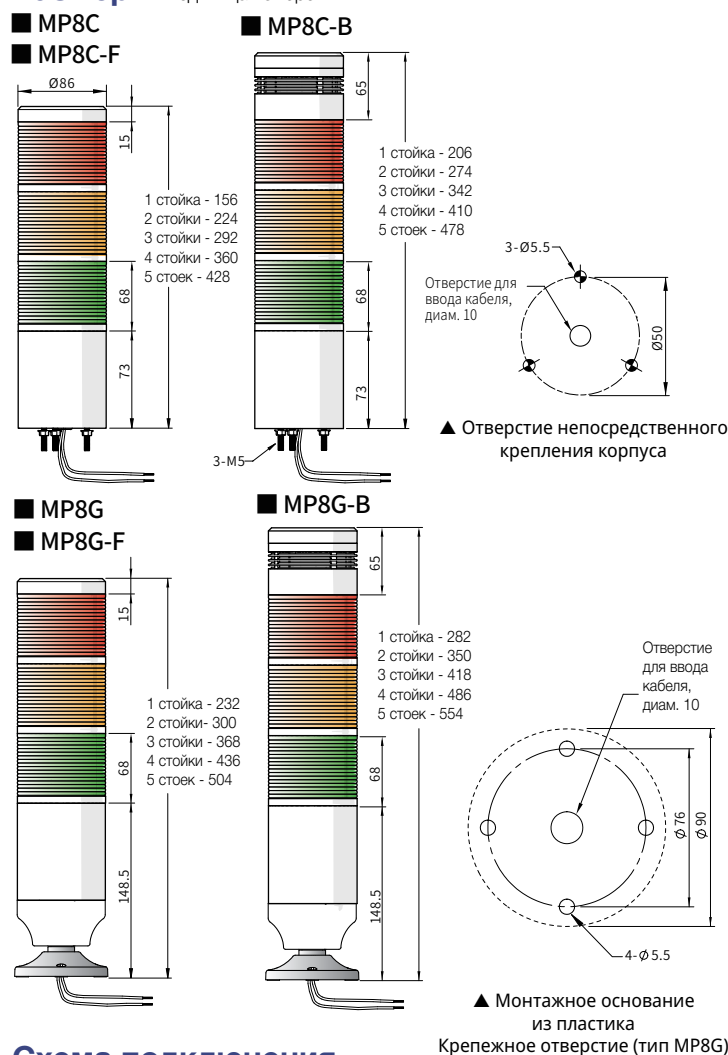 ■ MP8C
■ MP8C-F
Ø86
15
1 стойка - 156
2 стойки - 224
3 стойки - 292
4 стойки - 360
5 стоек - 428
68
73
■ MP8C-B
65
1 стойка - 206
2 стойки - 274
3 стойки - 342
4 стойки - 410
5 стоек - 478
68
73
3-M5
3-Ø5.5
Отверстие для
ввода кабеля,
диам. 10
Ø50
▲ Отверстие непосредственного
крепления корпуса
■ MP8G
■ MP8G-F
15
1 стойка - 232
2 стойки- 300
3 стойки - 368
4 стойки - 436
5 стоек - 504
68
148.5
■ MP8G-B
65
1 стойка - 282
2 стойки - 350
3 стойки - 418
4 стойки - 486
5 стоек - 554
68
148.5
Отверстие
для ввода
кабеля,
диам. 10
ϕ 76
ϕ 90
4-ϕ 5.5
▲ Монтажное основание
из пластика
Крепежное отверстие (тип MP8G)
Схема подключения